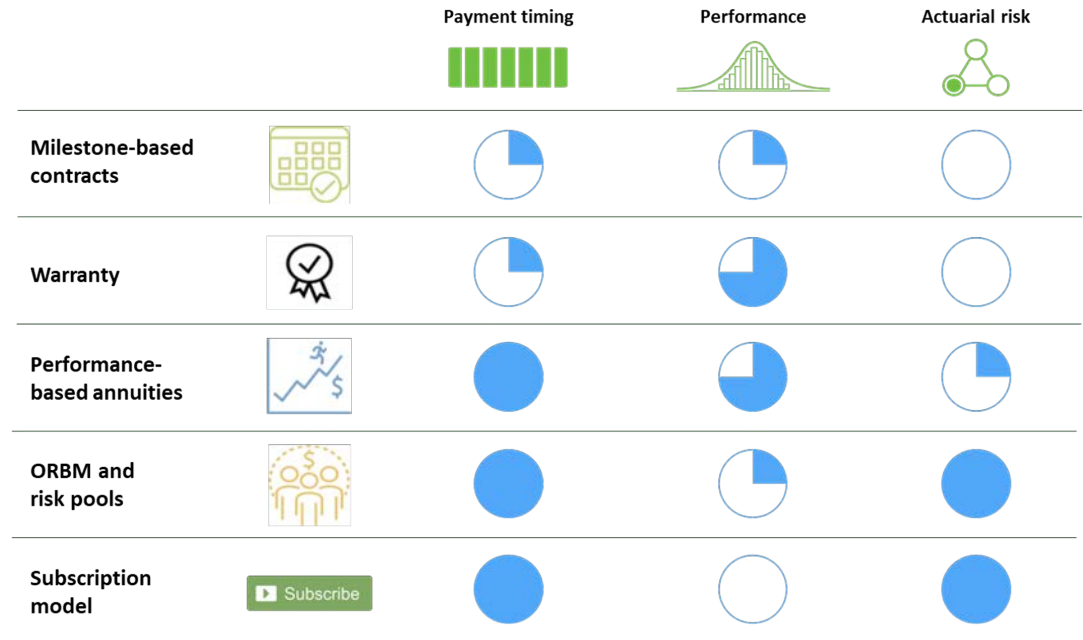 Payment timing
Performance
Actuarial risk
Milestone-based
contracts
Warranty
Performance-
based annuities
$
ORBM and
risk pools
$
Subscription
model
Subscribe